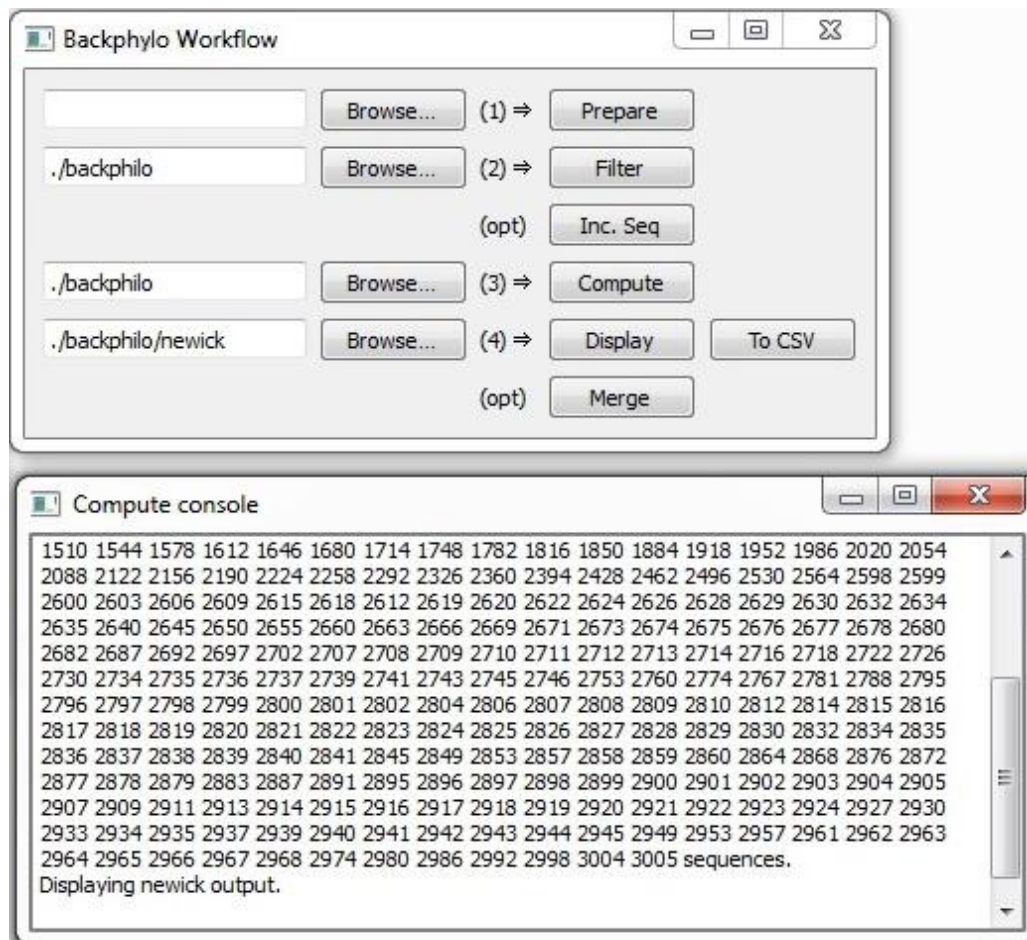 Backphylo Workflow
Browse... (1) ⇒ Prepare
./backphilo Browse... (2) ⇒ Filter
(opt) Inc. Seq
./backphilo Browse... (3) ⇒ Compute
./backphilo/newick Browse... (4) ⇒ Display To CSV
(opt) Merge
Compute console
1510 1544 1578 1612 1646 1680 1714 1748 1782 1816 1850 1884 1918 1952 1986 2020 2054
2088 2122 2156 2190 2224 2258 2292 2326 2360 2394 2428 2462 2496 2530 2564 2598 2599
2600 2603 2606 2609 2615 2618 2612 2619 2620 2622 2624 2626 2628 2629 2630 2632 2634
2635 2640 2645 2650 2655 2660 2663 2666 2669 2671 2673 2674 2675 2676 2677 2678 2680
2682 2687 2692 2697 2702 2707 2708 2709 2710 2711 2712 2713 2714 2716 2718 2722 2726
2730 2734 2735 2736 2737 2739 2741 2743 2745 2746 2753 2760 2774 2767 2781 2788 2795
2796 2797 2798 2799 2800 2801 2802 2804 2806 2807 2808 2809 2810 2812 2814 2815 2816
2817 2818 2819 2820 2821 2822 2823 2824 2825 2826 2827 2828 2829 2830 2832 2834 2835
2836 2837 2838 2839 2840 2841 2845 2849 2853 2857 2858 2859 2860 2864 2868 2876 2872
2877 2878 2879 2883 2887 2891 2895 2896 2897 2898 2899 2900 2901 2902 2903 2904 2905
2907 2909 2911 2913 2914 2915 2916 2917 2918 2919 2920 2921 2922 2923 2924 2927 2930
2933 2934 2935 2937 2939 2940 2941 2942 2943 2944 2945 2949 2953 2957 2961 2962 2963
2964 2965 2966 2967 2968 2974 2980 2986 2992 2998 3004 3005 sequences.
Displaying newick output.